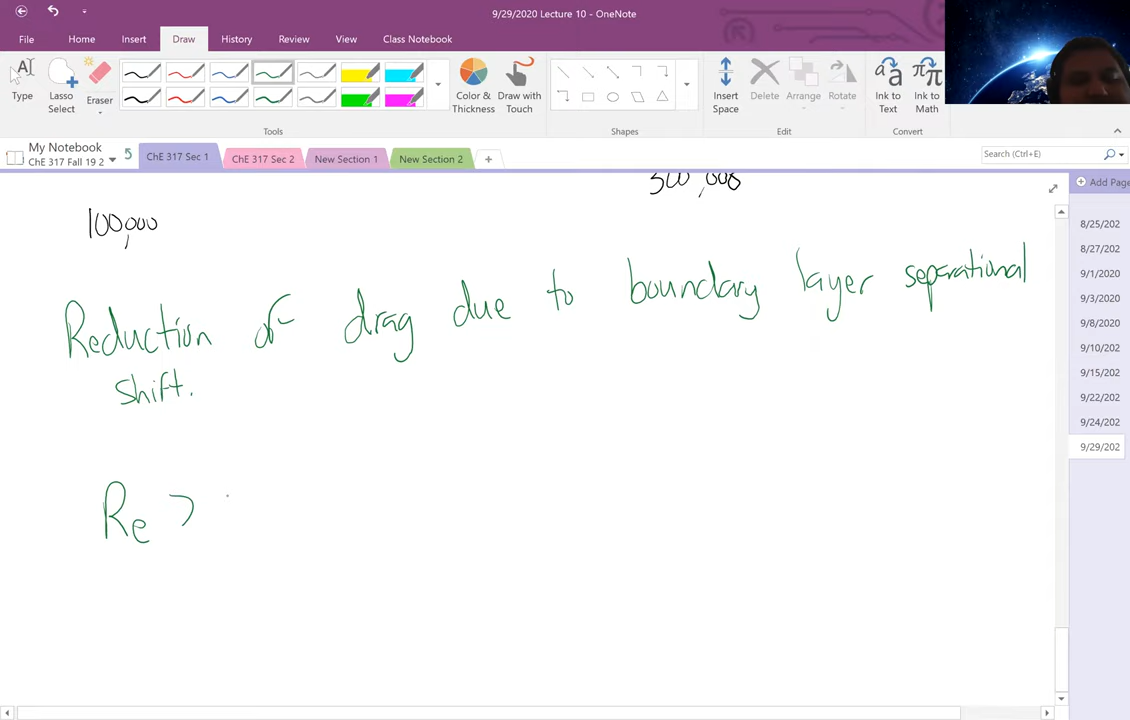 9/29/2020 Lecture 10 - OneNote
File Home Insert Draw History Review View Class Notebook
Type
Lasso Select
Eraser
Color & Thickness
Draw with Touch
Insert Space
Delete
Arrange
Rotate
Ink to Text
Ink to Math
Tools Shapes Edit Convert
My Notebook
ChE 317 Fall 19 2
ChE 317 Sec 1 ChE 317 Sec 2 New Section 1 New Section 2 +
Search (Ctrl+E)
Add Page
8/25/202
8/27/202
9/1/2020
9/3/2020
9/8/2020
9/10/202
9/15/202
9/22/202
9/24/202
9/29/202
100,000
Reduction of drag due to boundary layer separational
shift.
Re >